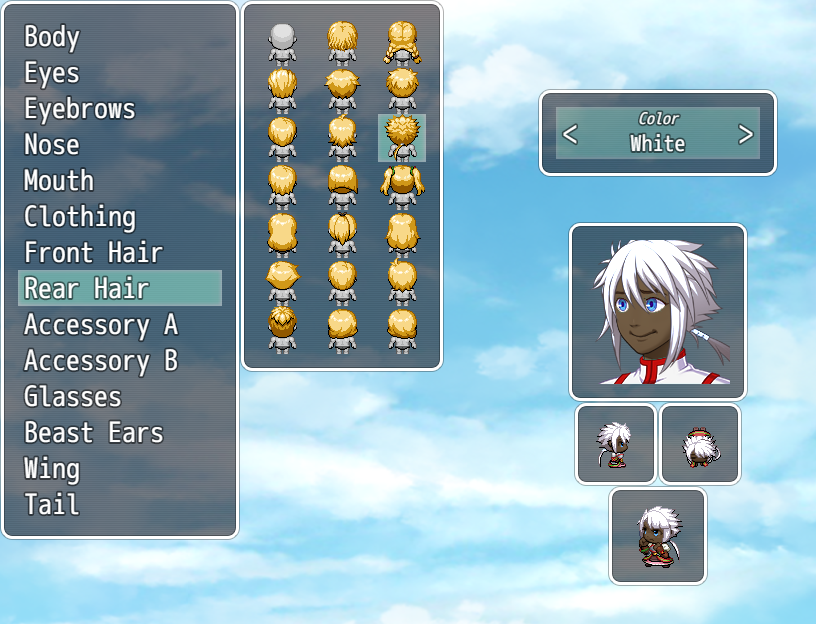 Body
Eyes
Eyebrows
Nose
Mouth
Clothing
Front Hair
Rear Hair
Accessory A
Accessory B
Glasses
Beast Ears
Wing
Tail
Color
< White >